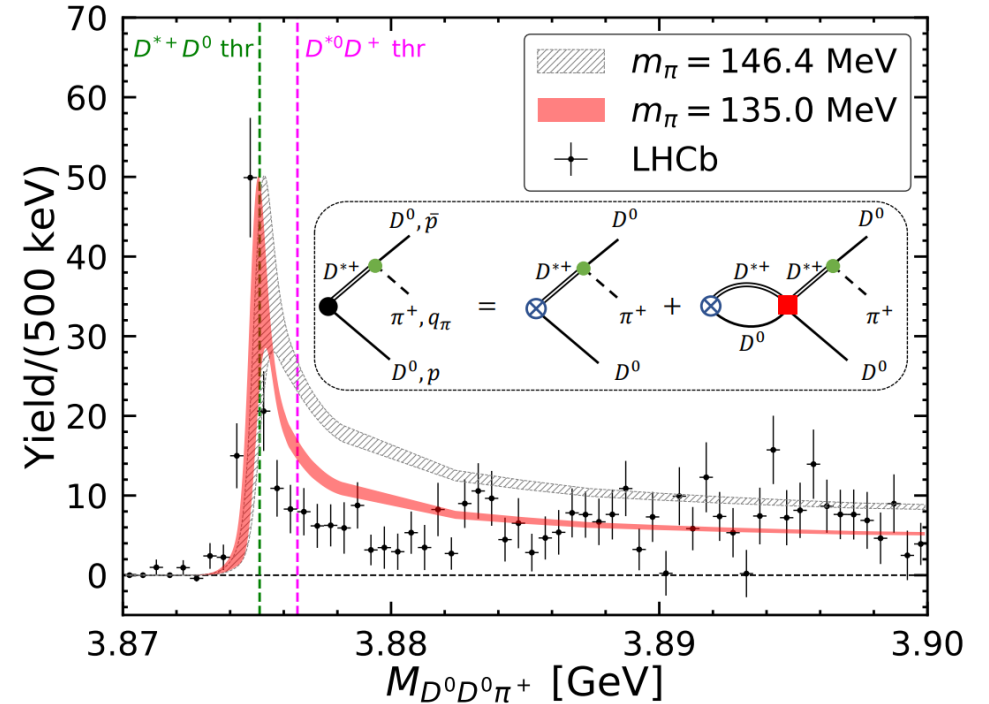 70
60
50
40
30
20
10
0
Yield/(500 keV)
D*+D0 thr
D*0D+ thr
mπ = 146.4 MeV
mπ = 135.0 MeV
LHCb
D⁰, p̄
D*+
π⁺, qπ
D⁰, p
=
D⁰
D*+
π⁺
D⁰
+
D⁰
D*+
D*+
π⁺
D⁰
D⁰
3.87
3.88
3.89
3.90
M_{D⁰D⁰π⁺} [GeV]